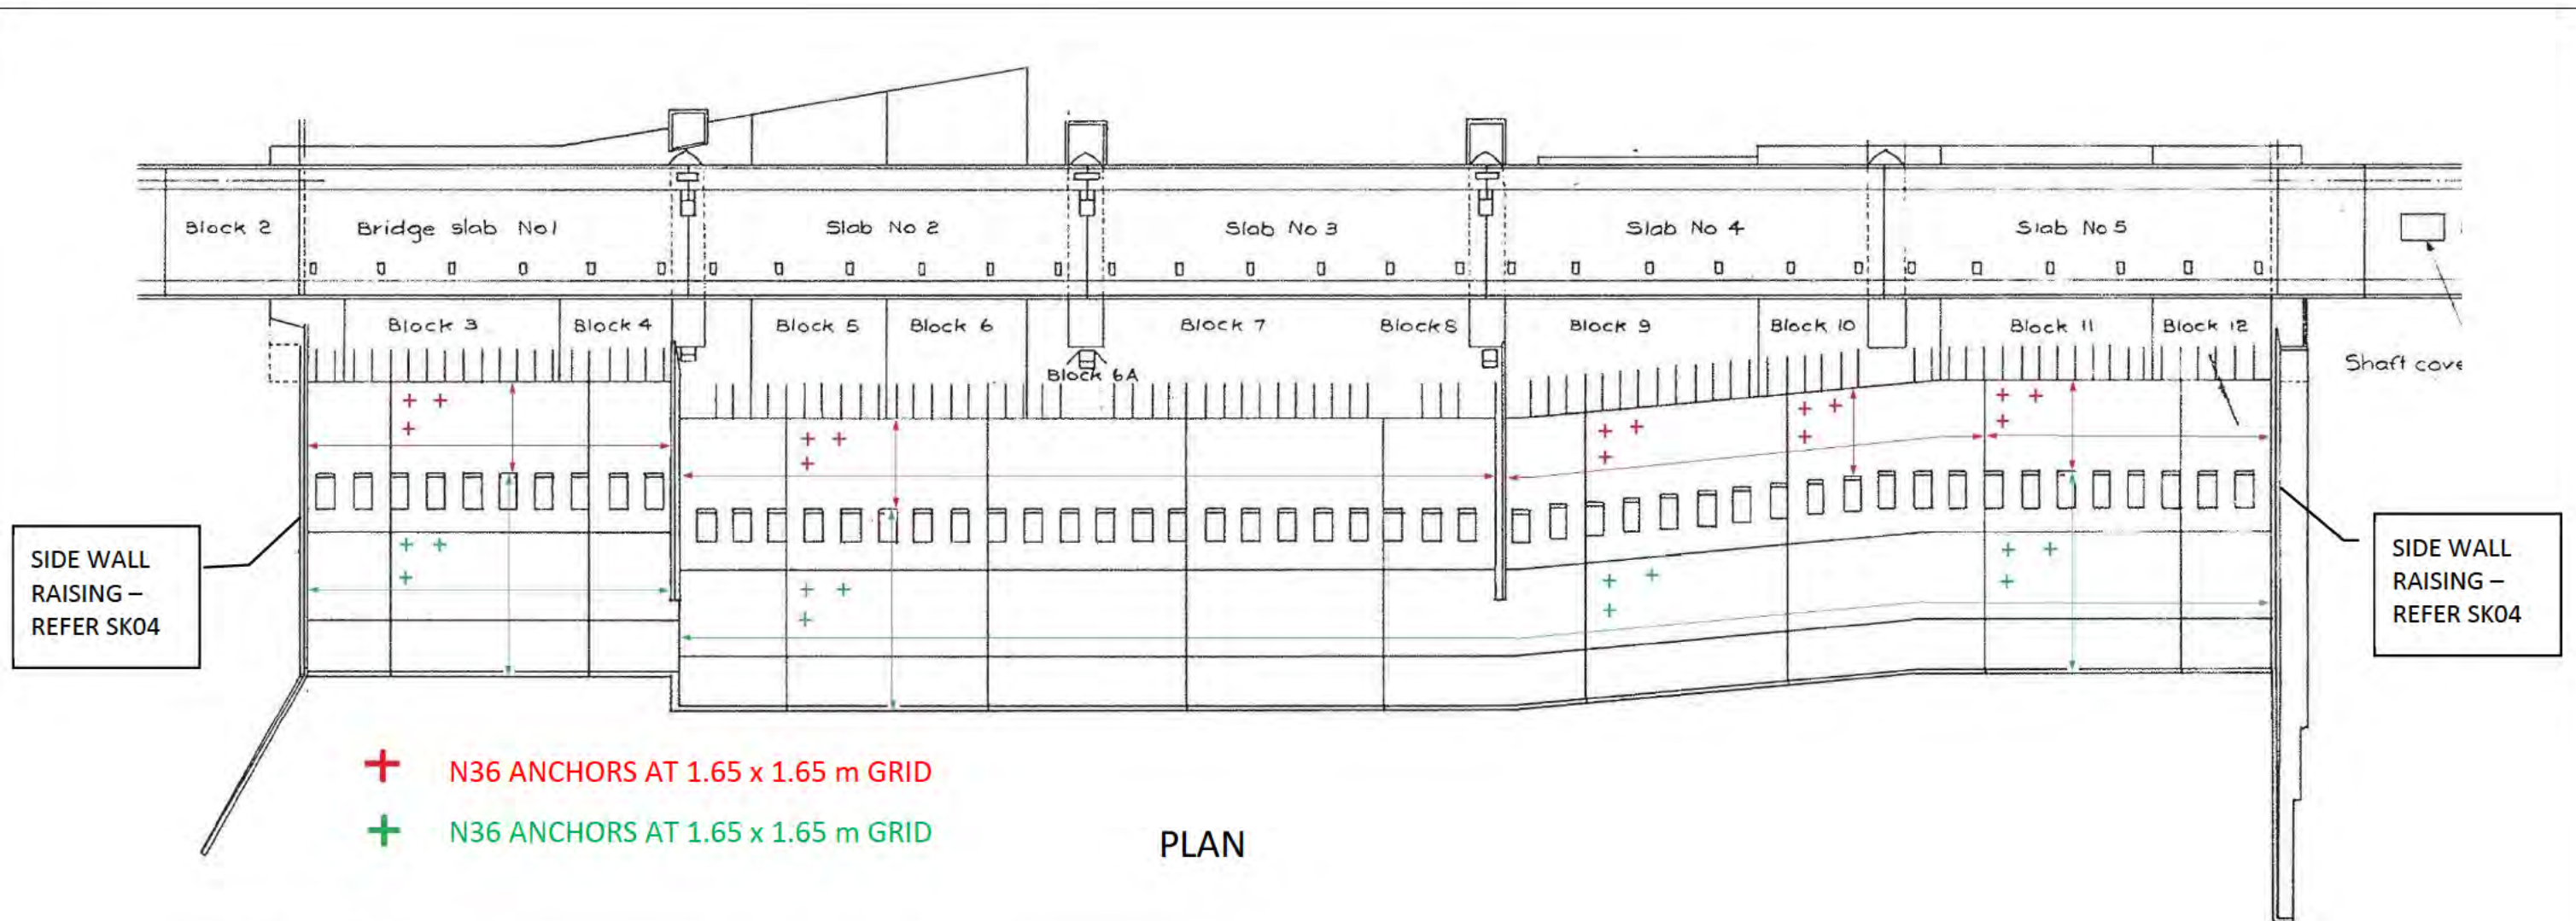 Block 2
Bridge slab No1
Slab No 2
Slab No 3
Slab No 4
Slab No 5
Block 3
Block 4
Block 5
Block 6
Block 7
Block8
Block 9
Block 10
Block 11
Block 12
Block 6A
Shaft cove
SIDE WALL
RAISING –
REFER SK04
SIDE WALL
RAISING –
REFER SK04
N36 ANCHORS AT 1.65 x 1.65 m GRID
N36 ANCHORS AT 1.65 x 1.65 m GRID
PLAN